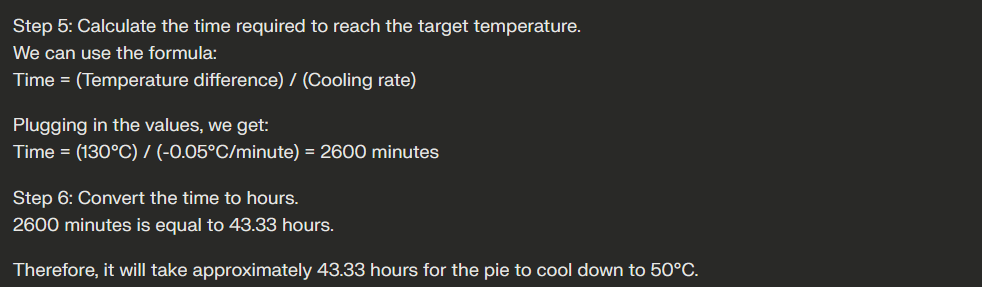 Step 5: Calculate the time required to reach the target temperature.
We can use the formula:
Time = (Temperature difference) / (Cooling rate)
Plugging in the values, we get:
Time = (130°C) / (-0.05°C/minute) = 2600 minutes
Step 6: Convert the time to hours.
2600 minutes is equal to 43.33 hours.
Therefore, it will take approximately 43.33 hours for the pie to cool down to 50°C.